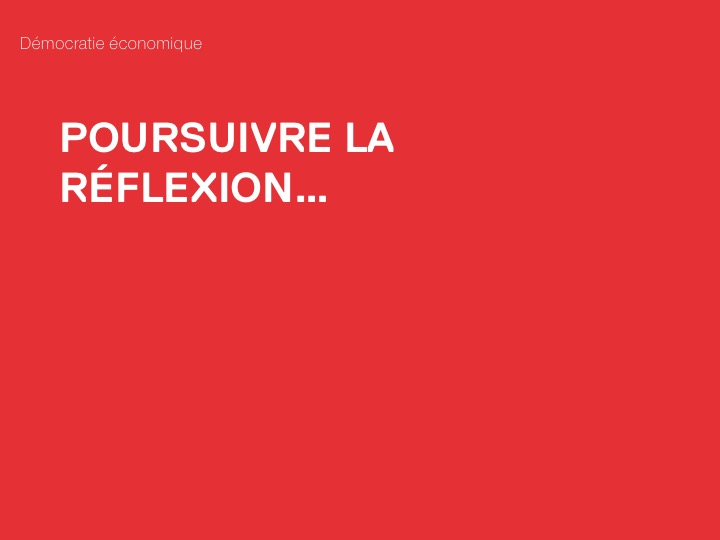 Démocratie économique
POURSUIVRE LA
RÉFLEXION...